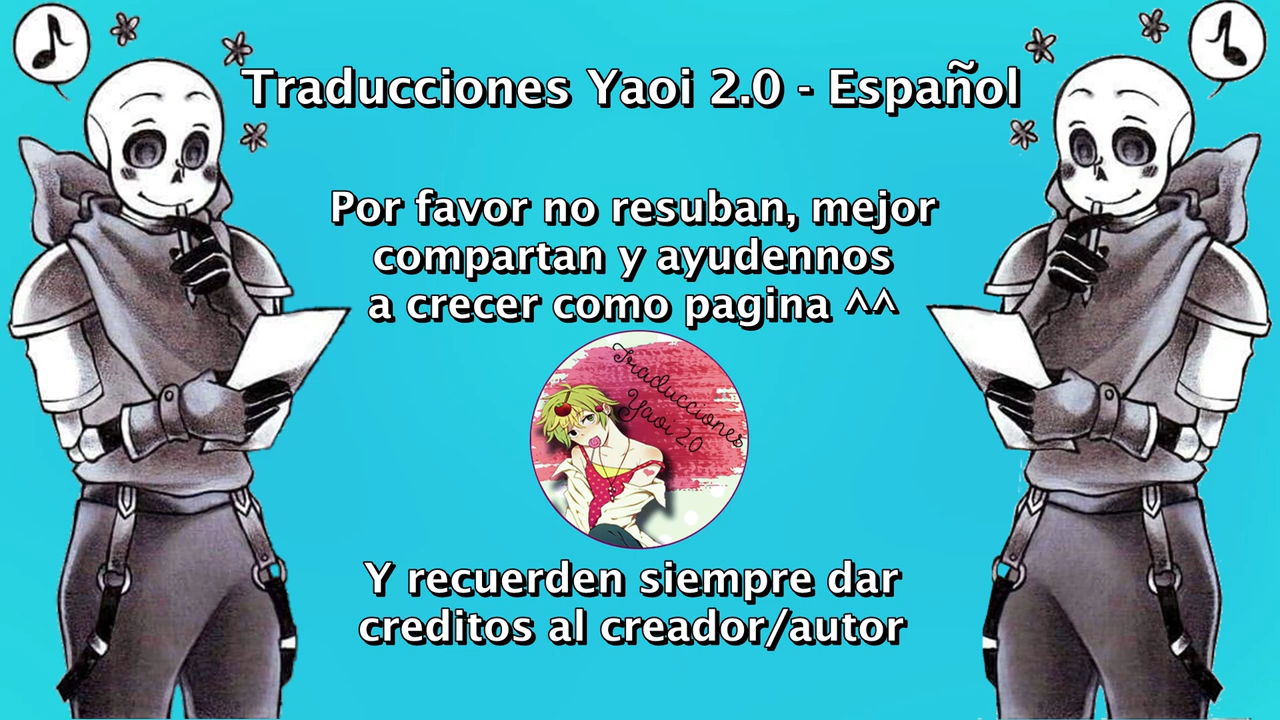 Traducciones Yaoi 2.0 - Español
Por favor no resuban, mejor
compartan y ayudennos
a crecer como pagina ^^
Traducciones
Yaoi 2.0
Y recuerden siempre dar
creditos al creador/autor